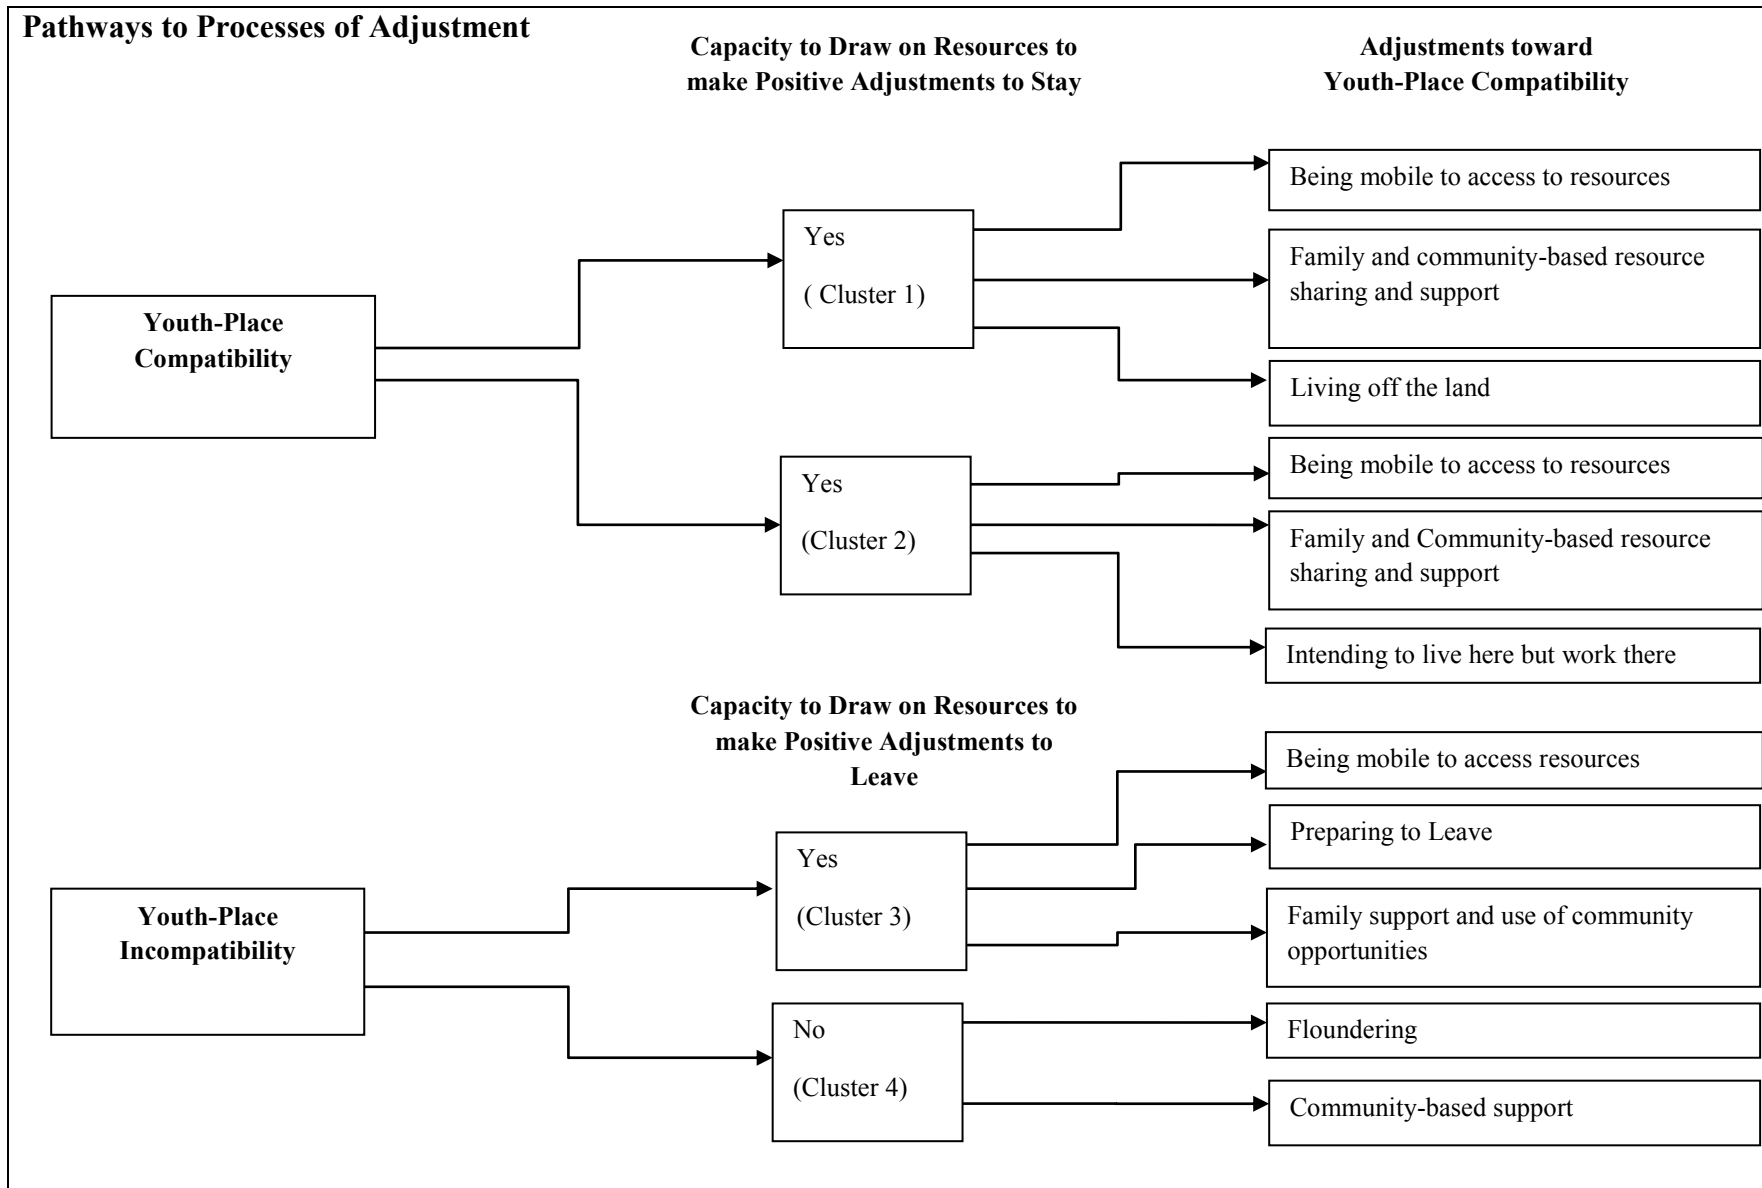 Pathways to Processes of Adjustment
Capacity to Draw on Resources to
make Positive Adjustments to Stay
Adjustments toward
Youth-Place Compatibility
Youth-Place
Compatibility
Yes
( Cluster 1)
Being mobile to access to resources
Family and community-based resource
sharing and support
Living off the land
Yes
(Cluster 2)
Being mobile to access to resources
Family and Community-based resource
sharing and support
Intending to live here but work there
Capacity to Draw on Resources to
make Positive Adjustments to
Leave
Youth-Place
Incompatibility
Yes
(Cluster 3)
Being mobile to access resources
Preparing to Leave
Family support and use of community
opportunities
No
(Cluster 4)
Floundering
Community-based support